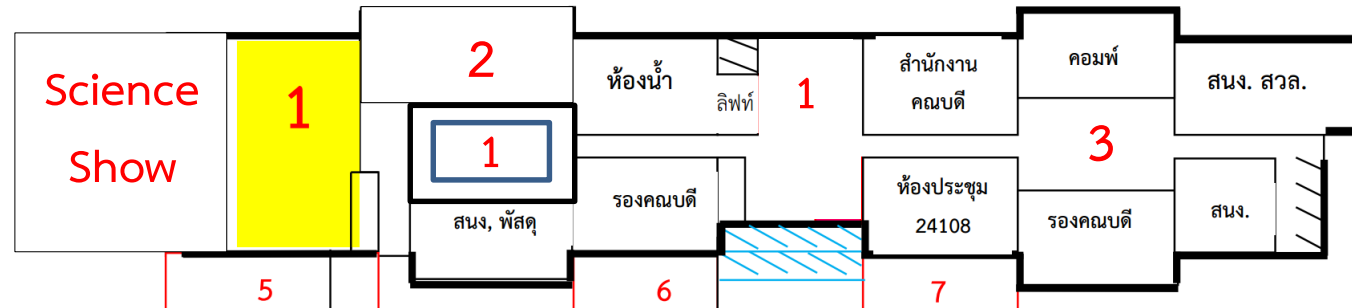 Science
Show
1
2
1
ห้องน้ำ
ลิฟท์
1
สำนักงาน
คณบดี
คอมพ์
สนง. สวล.
3
สนง, พัสดุ
รองคณบดี
ห้องประชุม
24108
รองคณบดี
สนง.
5
6
7